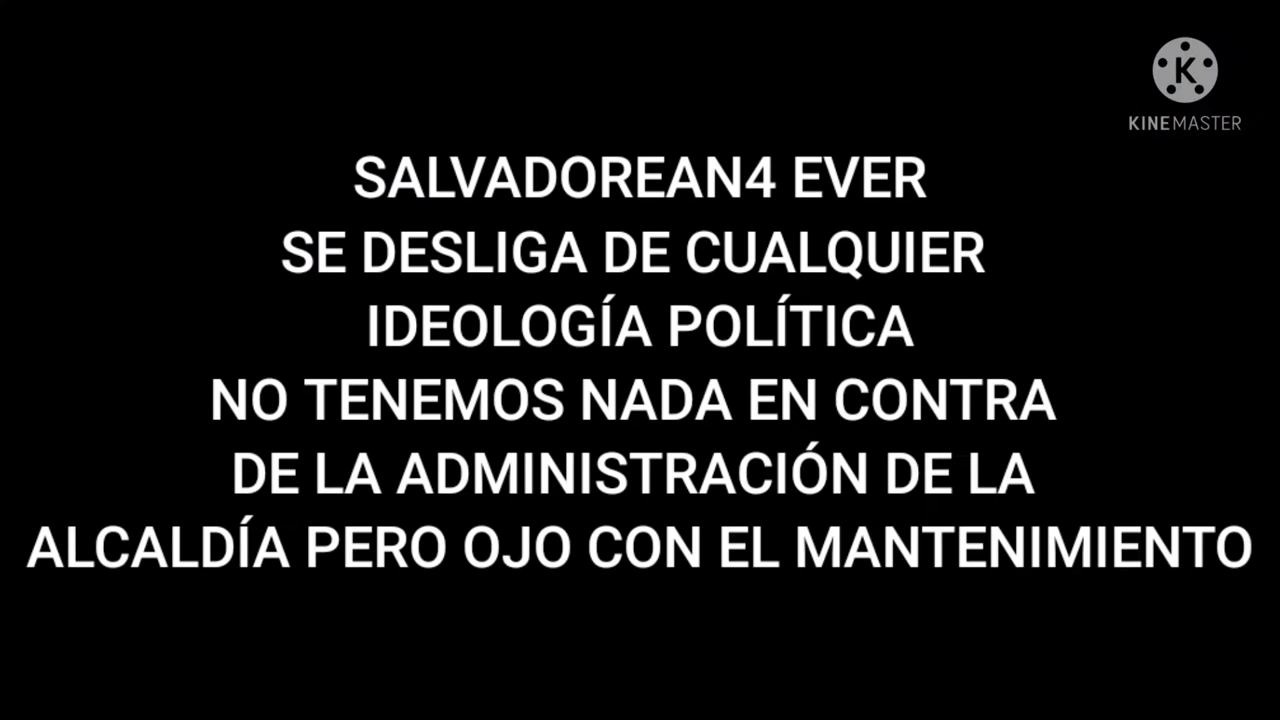 K
KINEMASTER
SALVADOREAN4 EVER
SE DESLIGA DE CUALQUIER
IDEOLOGÍA POLÍTICA
NO TENEMOS NADA EN CONTRA
DE LA ADMINISTRACIÓN DE LA
ALCALDÍA PERO OJO CON EL MANTENIMIENTO